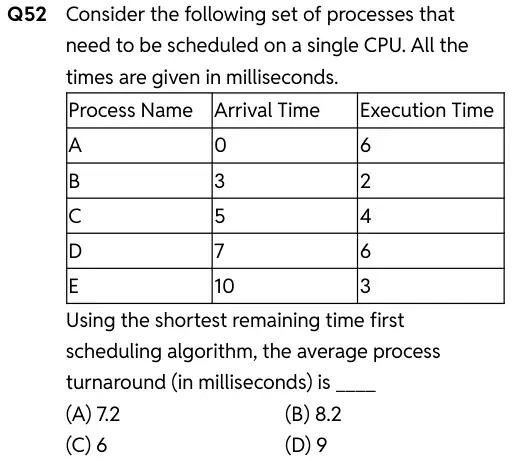 Q52 Consider the following set of processes that
need to be scheduled on a single CPU. All the
times are given in milliseconds.
Process Name Arrival Time Execution Time
A 0 6
B 3 2
C 5 4
D 7 6
E 10 3
Using the shortest remaining time first
scheduling algorithm, the average process
turnaround (in milliseconds) is ____
(A) 7.2 (B) 8.2
(C) 6 (D) 9